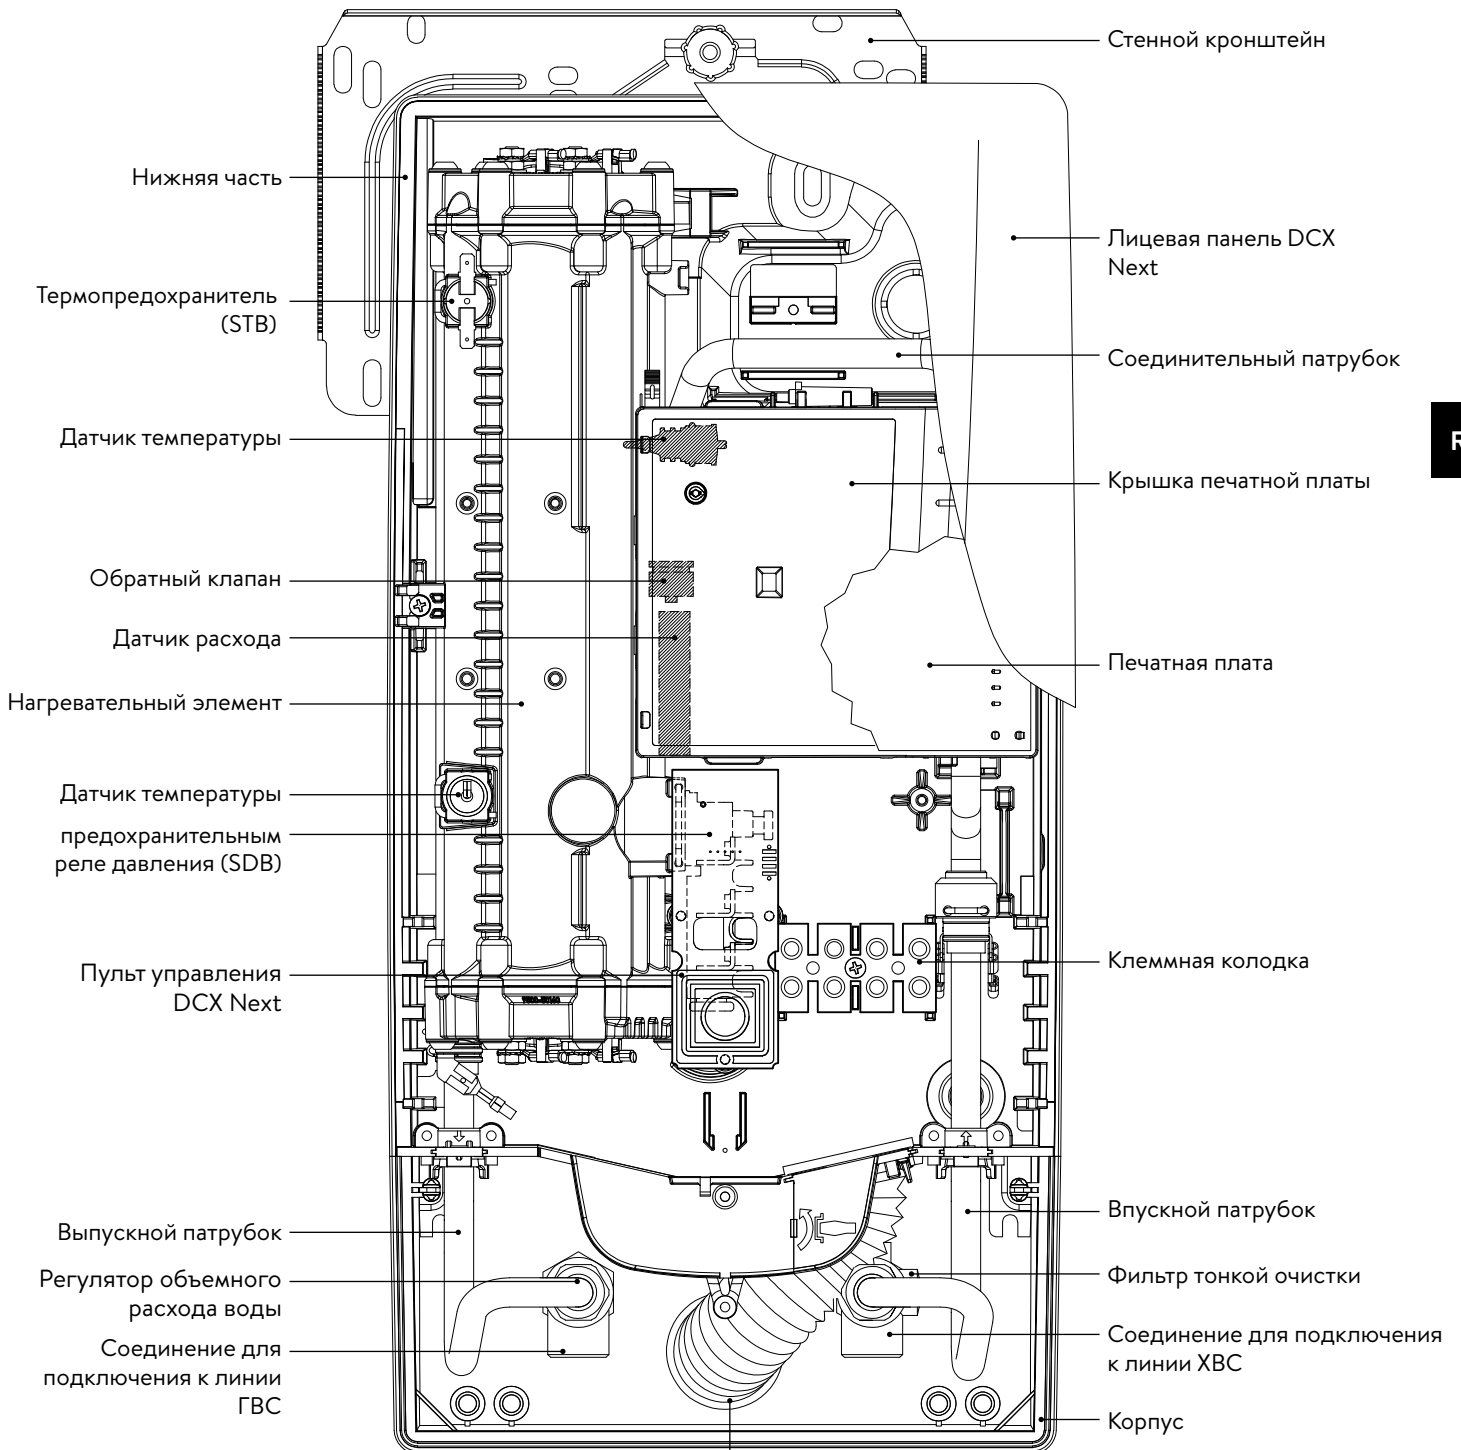 Стенной кронштейн
Нижняя часть
Лицевая панель DCX
Next
Термопредохранитель
(STB)
Соединительный патрубок
Датчик температуры
R
Крышка печатной платы
Обратный клапан
Датчик расхода
Печатная плата
Нагревательный элемент
Датчик температуры
предохранительным
реле давления (SDB)
Клеммная колодка
Пульт управления
DCX Next
Впускной патрубок
Выпускной патрубок
Регулятор объемного
расхода воды
Фильтр тонкой очистки
Соединение для
подключения к линии
ГВС
Соединение для подключения
к линии ХВС
Корпус